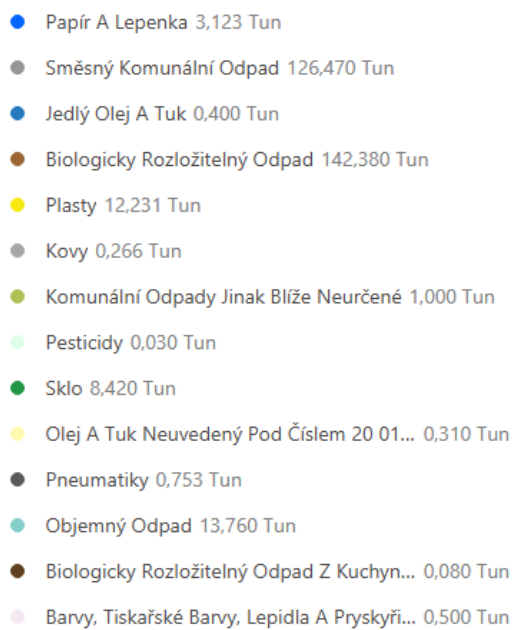 Papír A Lepenka 3,123 Tun
Směsný Komunální Odpad 126,470 Tun
Jedlý Olej A Tuk 0,400 Tun
Biologicky Rozložitelný Odpad 142,380 Tun
Plasty 12,231 Tun
Kovy 0,266 Tun
Komunální Odpady Jinak Blíže Neurčené 1,000 Tun
Pesticidy 0,030 Tun
Sklo 8,420 Tun
Olej A Tuk Neuvedený Pod Číslem 20 01... 0,310 Tun
Pneumatiky 0,753 Tun
Objemný Odpad 13,760 Tun
Biologicky Rozložitelný Odpad Z Kuchyn... 0,080 Tun
Barvy, Tiskařské Barvy, Lepidla A Pryskyři... 0,500 Tun